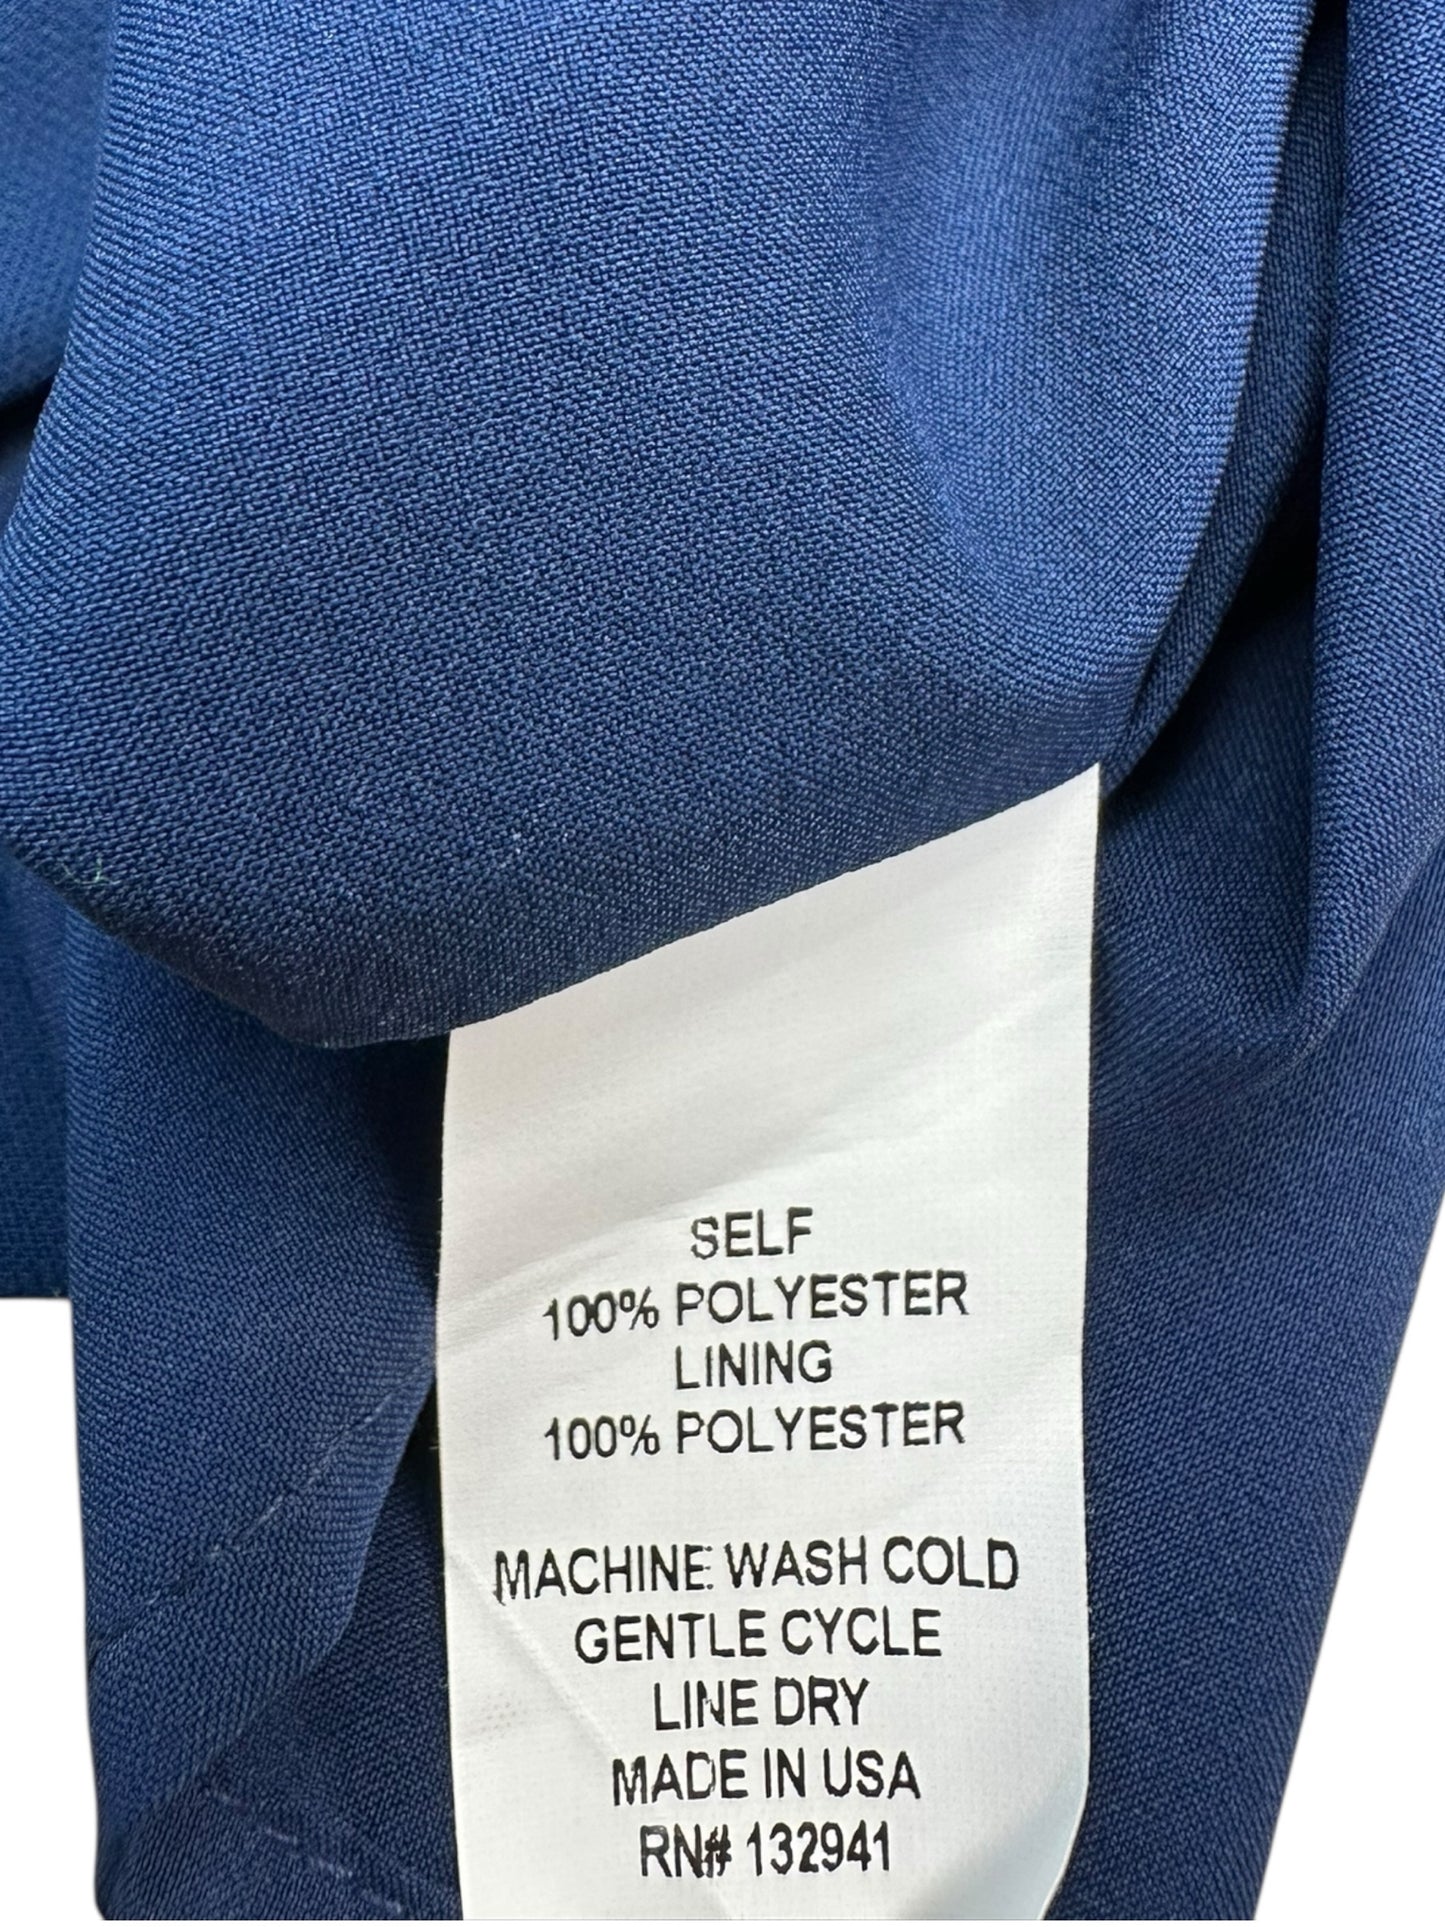 SELF
100% POLYESTER
LINING
100% POLYESTER
MACHINE WASH COLD
GENTLE CYCLE
LINE DRY
MADE IN USA
RN# 132941